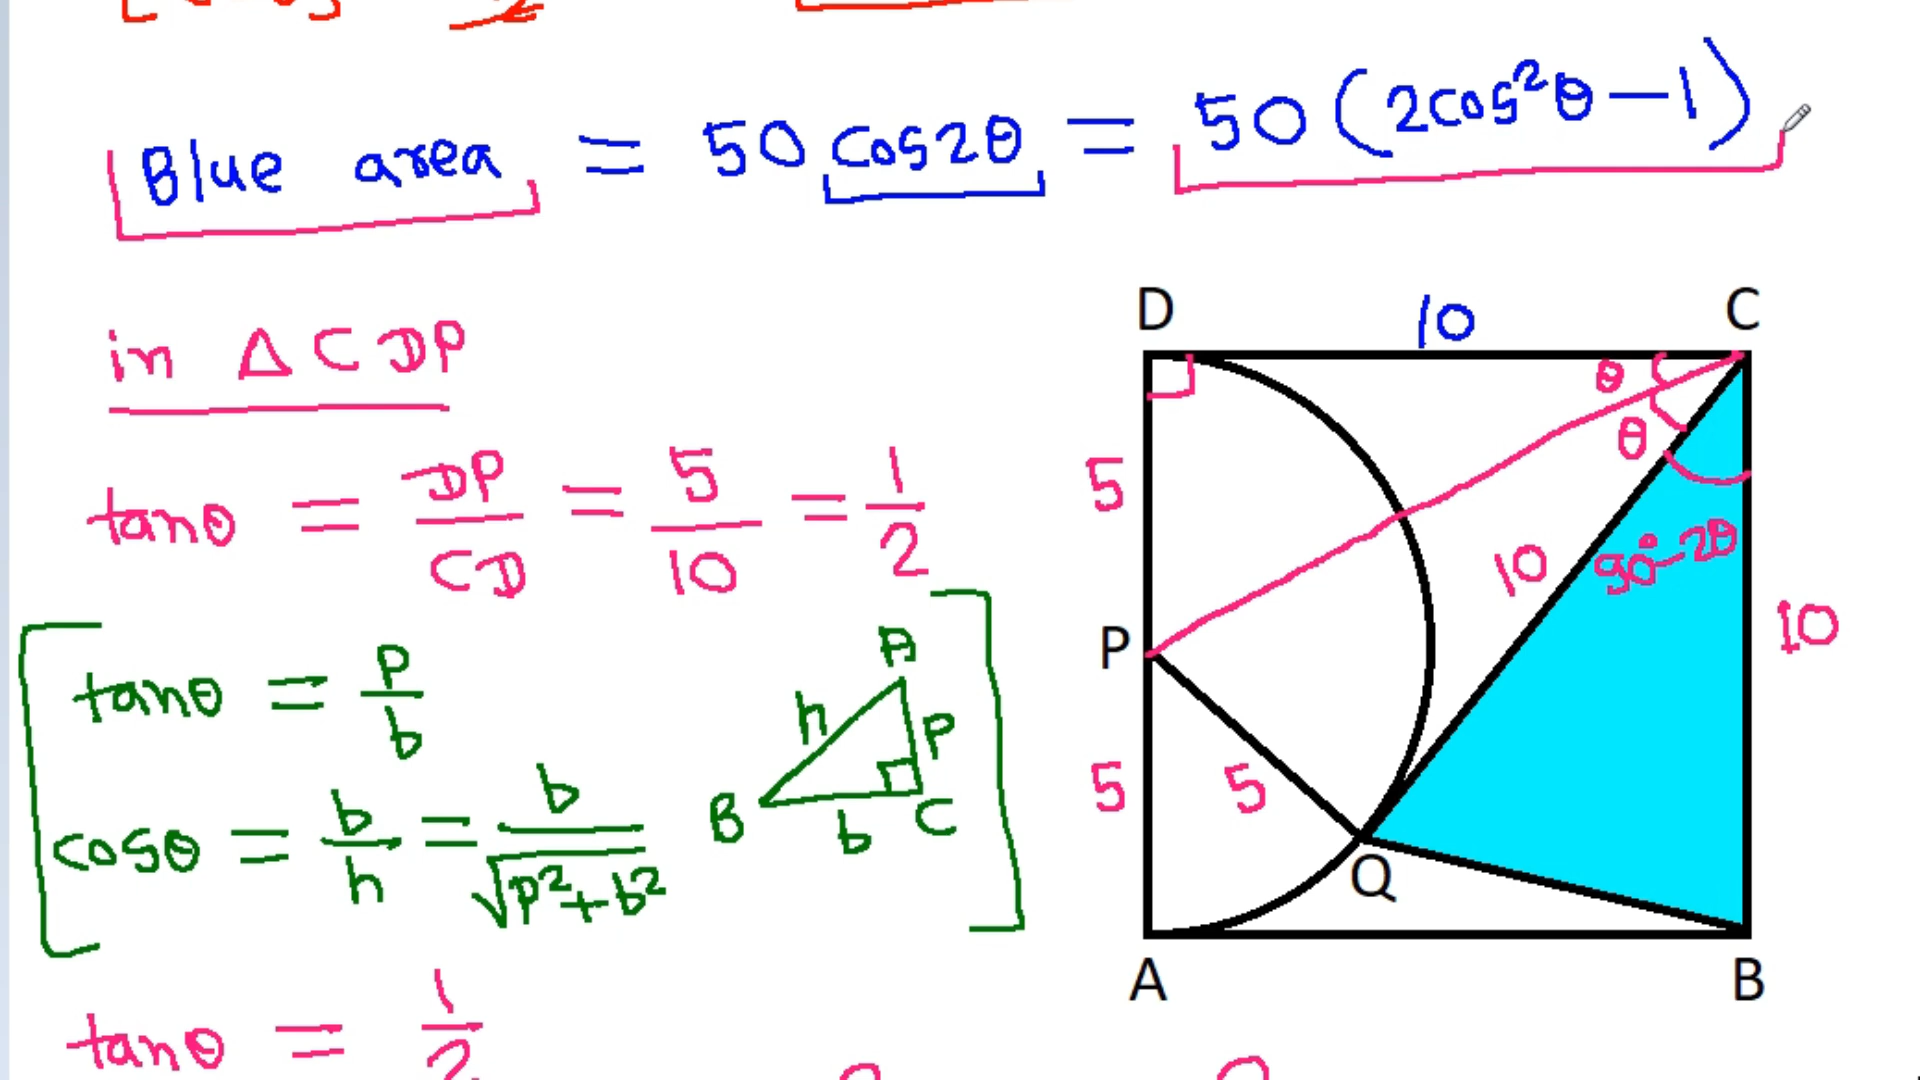 Blue area = 50 cos2θ = 50 (2cos²θ - 1)
in Δ CDP
tanθ = DP/CD = 5/10 = 1/2
tanθ = P/b
cosθ = b/h = b/√(p²+b²)
A
h
P
B
b
C
tanθ = 1/2
D
10
C
θ
θ
5
10
90°-2θ
10
P
5
5
Q
A
B